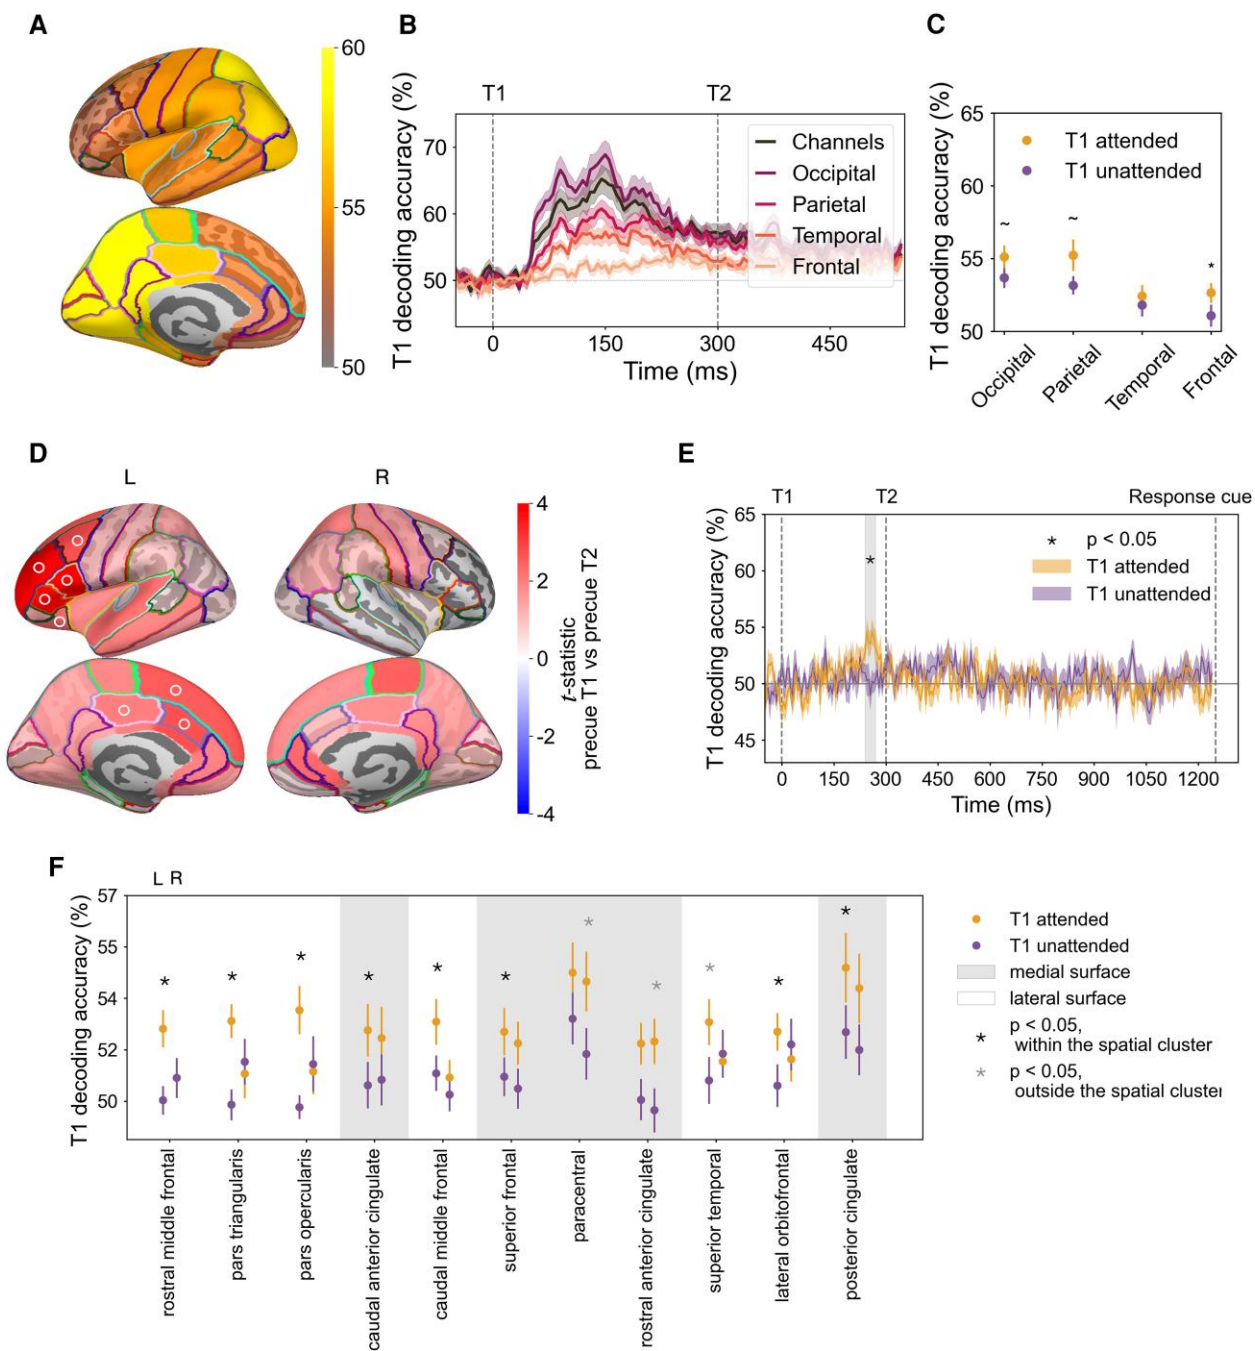 A
60
55
50
B
T1 decoding accuracy (%)
T1
T2
70
60
50
Channels
Occipital
Parietal
Temporal
Frontal
0
150
300
450
Time (ms)
C
T1 decoding accuracy (%)
65
60
55
50
T1 attended
T1 unattended
~
~
*
Occipital
Parietal
Temporal
Frontal
D
L
R
4
2
0
-2
-4
t-statistic
precue T1 vs precue T2
E
T1
T2
Response cue
T1 decoding accuracy (%)
65
60
55
50
45
*
* p < 0.05
T1 attended
T1 unattended
0
150
300
450
600
750
900
1050
1200
Time (ms)
F
L R
T1 decoding accuracy (%)
57
55
54
52
50
* * * * * * * * * * *
rostral middle frontal
pars triangularis
pars opercularis
caudal anterior cingulate
caudal middle frontal
superior frontal
paracentral
rostral anterior cingulate
superior temporal
lateral orbitofrontal
posterior cingulate
T1 attended
T1 unattended
medial surface
lateral surface
* p < 0.05,
within the spatial cluster
* p < 0.05,
outside the spatial cluster